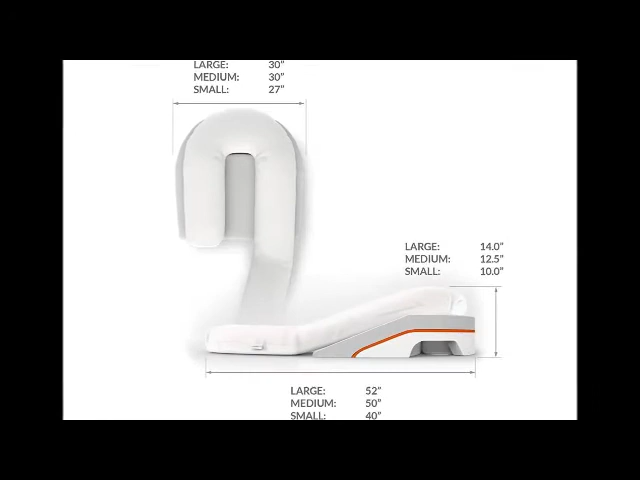 LARGE: 30"
MEDIUM: 30"
SMALL: 27"
LARGE: 14.0"
MEDIUM: 12.5"
SMALL: 10.0"
LARGE: 52"
MEDIUM: 50"
SMALL: 40"